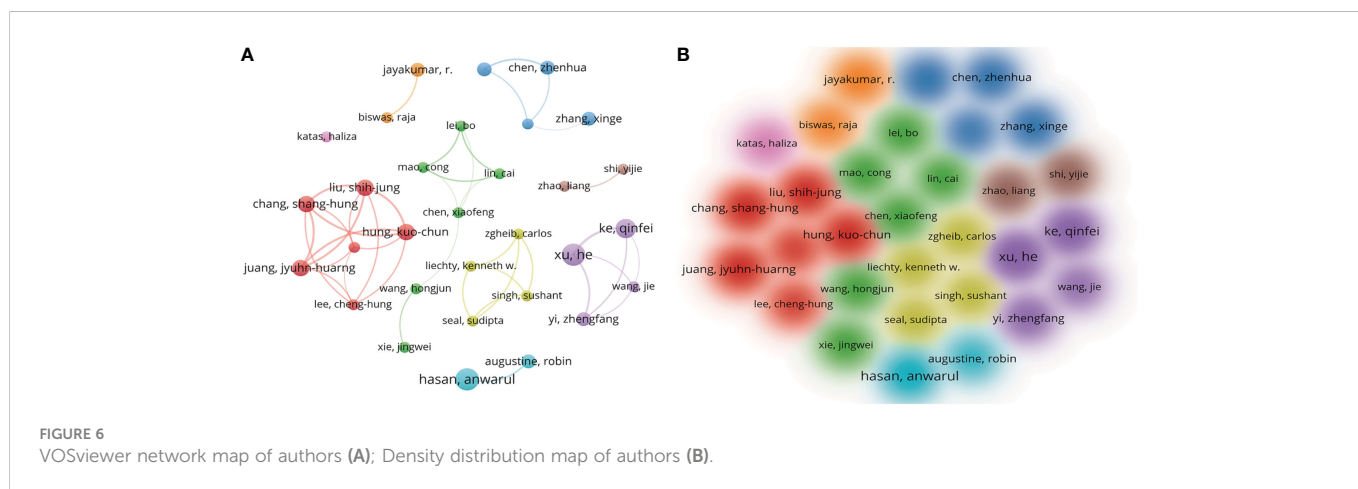 A
jayakumar, r.
chen, zhenhua
biswas, raja
zhang, xinge
katas, haliza
lei, bo
mao, cong
lin, cai
shi, yijie
zhao, liang
liu, shih-jung
chang, shang-hung
chen, xiaofeng
hung, kuo-chun
zgheib, carlos
ke, qinfei
xu, he
juang, jyuhn-huarng
liechty, kenneth w.
wang, hongjun
wang, jie
lee, cheng-hung
singh, sushant
seal, sudipta
yi, zhengfang
xie, jingwei
augustine, robin
hasan, anwarul
B
jayakumar, r.
chen, zhenhua
biswas, raja
zhang, xinge
katas, haliza
lei, bo
mao, cong
lin, cai
shi, yijie
zhao, liang
liu, shih-jung
chang, shang-hung
chen, xiaofeng
hung, kuo-chun
zgheib, carlos
ke, qinfei
xu, he
juang, jyuhn-huarng
liechty, kenneth w.
wang, hongjun
wang, jie
singh, sushant
lee, cheng-hung
seal, sudipta
yi, zhengfang
xie, jingwei
augustine, robin
hasan, anwarul
FIGURE 6
VOSviewer network map of authors (A); Density distribution map of authors (B).